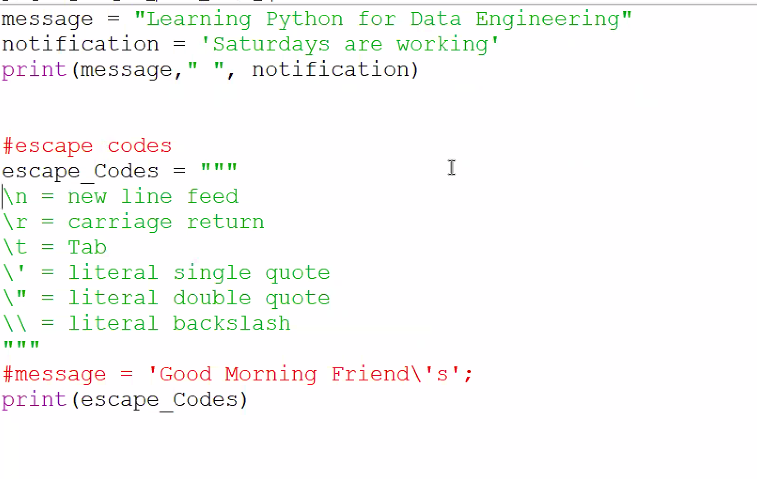 message = "Learning Python for Data Engineering"
notification = 'Saturdays are working'
print(message," ", notification)
#escape codes
escape_Codes = """
\n = new line feed
\r = carriage return
\t = Tab
\' = literal single quote
\" = literal double quote
\\ = literal backslash
"""
#message = 'Good Morning Friend\'s';
print(escape_Codes)